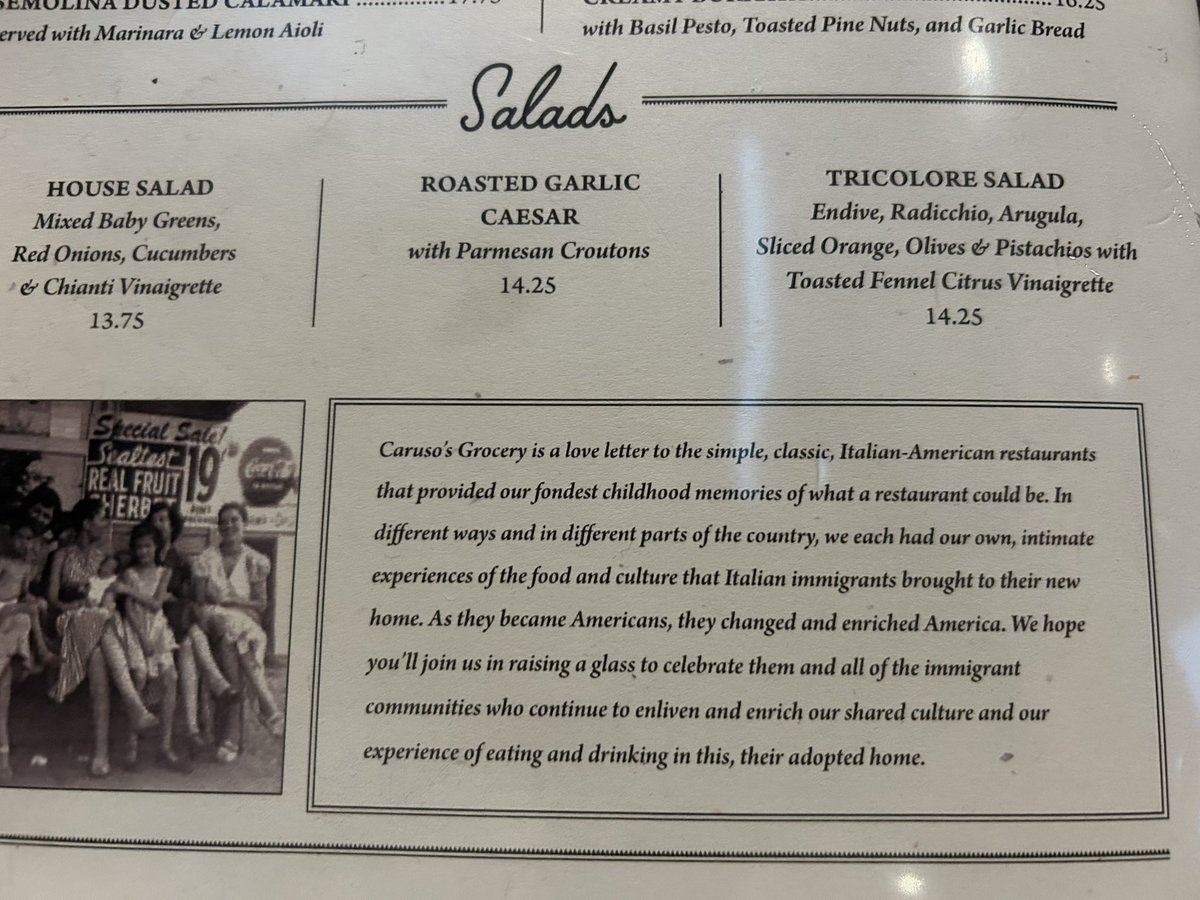 SEMOLINA DUSTED CALAMARI
erved with Marinara & Lemon Aioli
16.25
with Basil Pesto, Toasted Pine Nuts, and Garlic Bread
Salads
HOUSE SALAD
Mixed Baby Greens,
Red Onions, Cucumbers
& Chianti Vinaigrette
13.75
ROASTED GARLIC
CAESAR
with Parmesan Croutons
14.25
TRICOLORE SALAD
Endive, Radicchio, Arugula,
Sliced Orange, Olives & Pistachios with
Toasted Fennel Citrus Vinaigrette
14.25
Special Sale!
Sealtest
REAL FRUIT
SHERB
19
Coca-Cola
Caruso's Grocery is a love letter to the simple, classic, Italian-American restaurants
that provided our fondest childhood memories of what a restaurant could be. In
different ways and in different parts of the country, we each had our own, intimate
experiences of the food and culture that Italian immigrants brought to their new
home. As they became Americans, they changed and enriched America. We hope
you'll join us in raising a glass to celebrate them and all of the immigrant
communities who continue to enliven and enrich our shared culture and our
experience of eating and drinking in this, their adopted home.